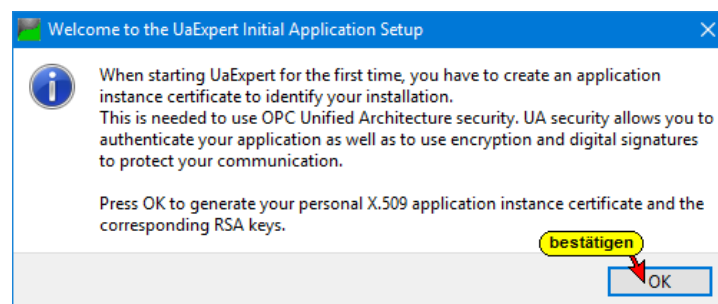 Welcome to the UaExpert Initial Application Setup
When starting UaExpert for the first time, you have to create an application
instance certificate to identify your installation.
This is needed to use OPC Unified Architecture security. UA security allows you to
authenticate your application as well as to use encryption and digital signatures
to protect your communication.
Press OK to generate your personal X.509 application instance certificate and the
corresponding RSA keys.
bestätigen
OK